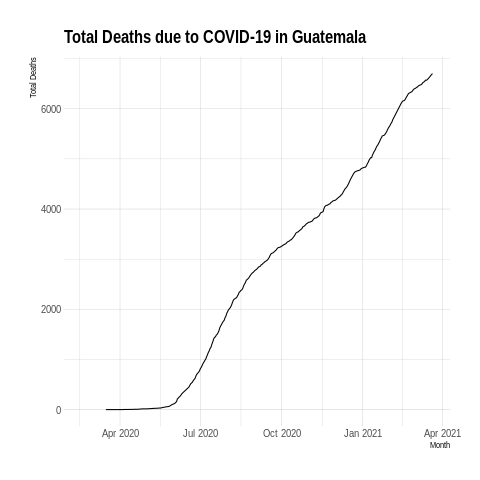 Total Deaths due to COVID-19 in Guatemala
Total Deaths
6000
4000
2000
0
Apr 2020 Jul 2020 Oct 2020 Jan 2021 Apr 2021
Month